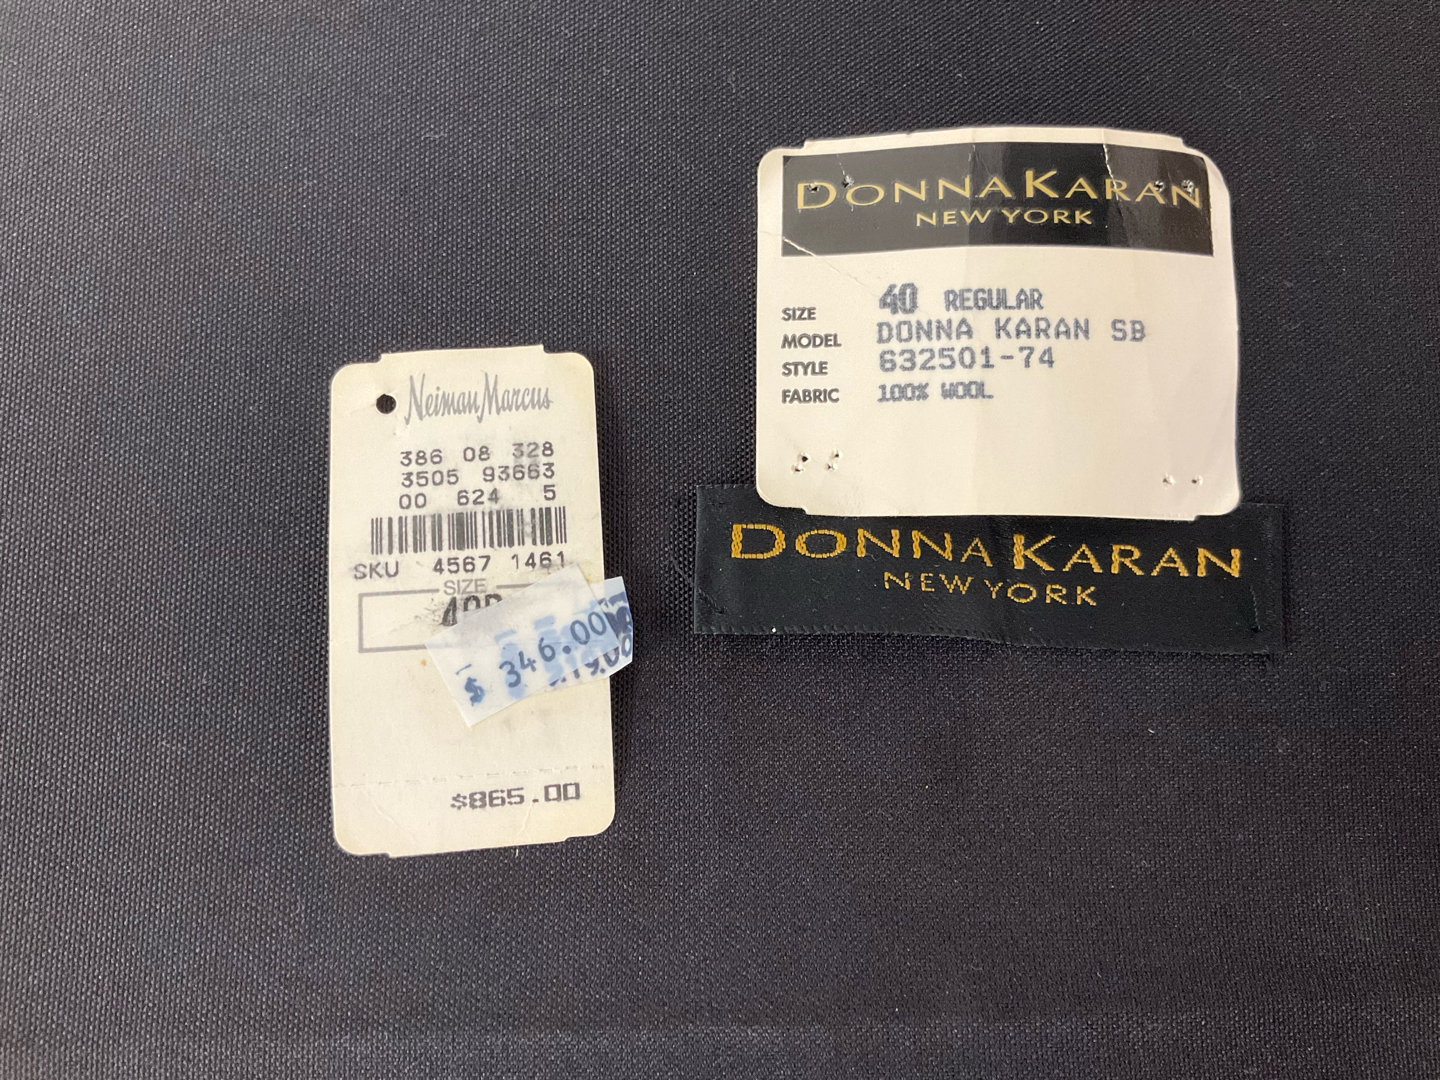 Neiman Marcus
386 08 328
3505 93663
00 624 5
SKU 4567 1461
SIZE
$ 346.00
$865.00
DONNA KARAN
NEW YORK
SIZE 40 REGULAR
MODEL DONNA KARAN SB
STYLE 632501-74
FABRIC 100% WOOL
DONNA KARAN
NEW YORK